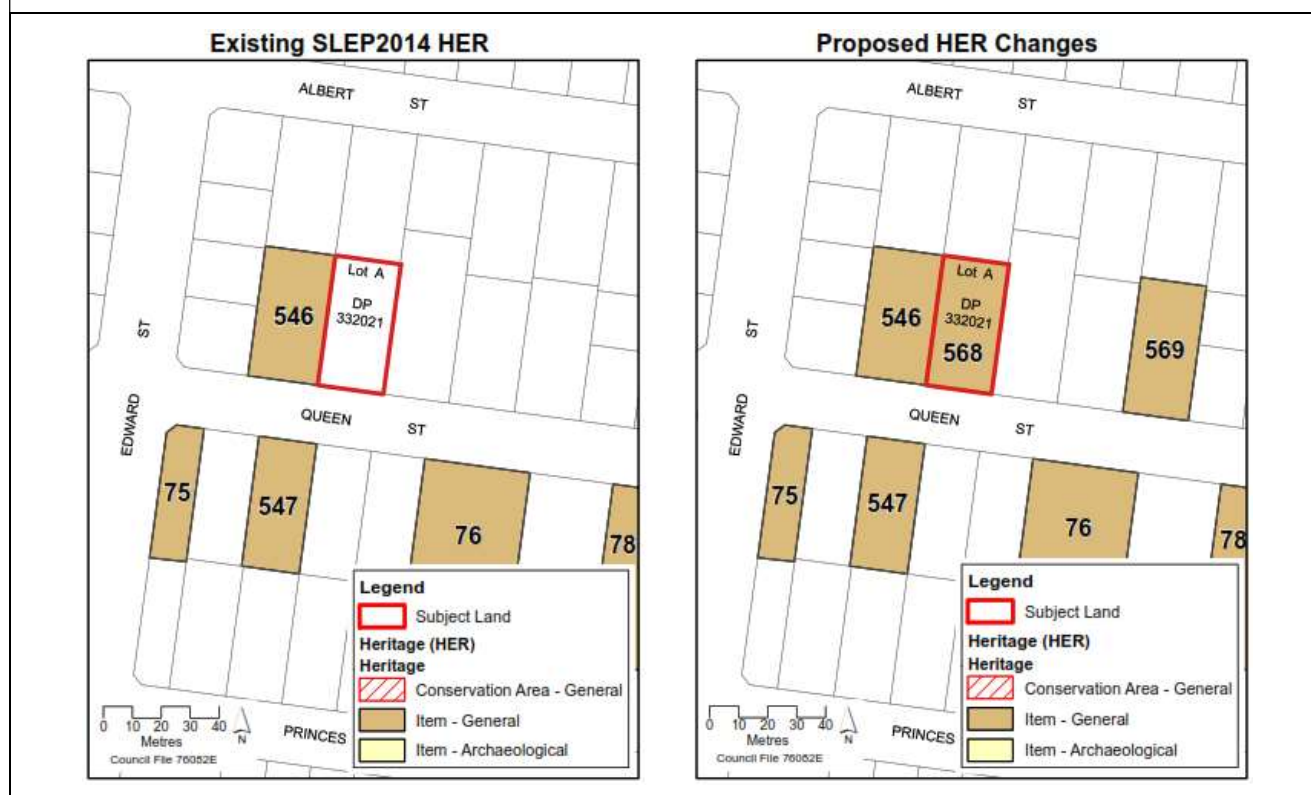 Existing SLEP2014 HER
ALBERT ST
Lot A
DP
332021
546
ST
EDWARD
QUEEN ST
75
547
76
78
PRINCES
0 10 20 30 40
Metres
N
Council File 76052E
Legend
Subject Land
Heritage (HER)
Heritage
Conservation Area - General
Item - General
Item - Archaeological
Proposed HER Changes
ALBERT ST
Lot A
DP
332021
546
568
569
ST
EDWARD
QUEEN ST
75
547
76
78
PRINCES
0 10 20 30 40
Metres
N
Council File 76052E
Legend
Subject Land
Heritage (HER)
Heritage
Conservation Area - General
Item - General
Item - Archaeological